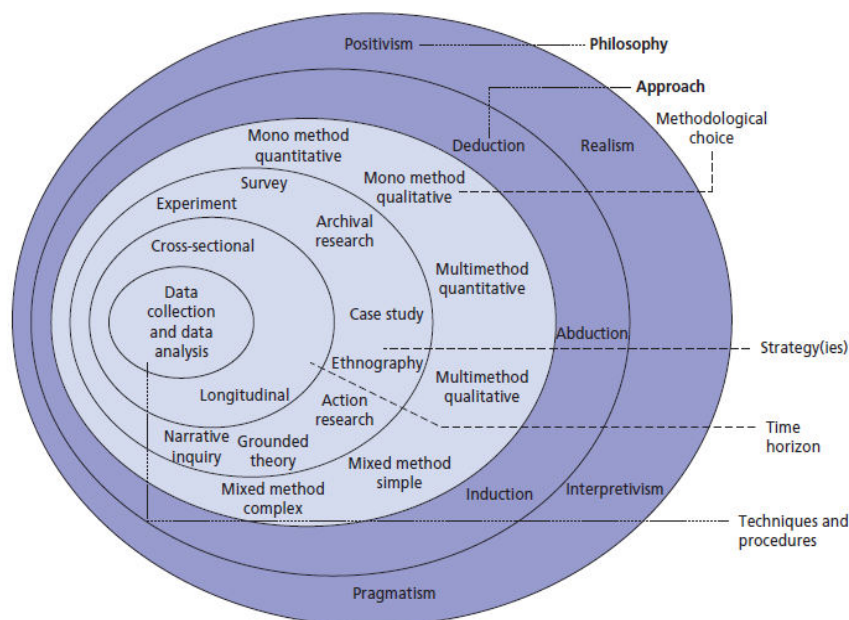 Positivism
Philosophy
Approach
Methodological
choice
Mono method
quantitative
Deduction
Realism
Survey
Mono method
qualitative
Experiment
Archival
research
Cross-sectional
Multimethod
quantitative
Data
collection
and data
analysis
Case study
Abduction
Strategy(ies)
Ethnography
Multimethod
qualitative
Longitudinal
Action
research
Time
horizon
Narrative
inquiry
Grounded
theory
Mixed method
simple
Mixed method
complex
Induction
Interpretivism
Techniques and
procedures
Pragmatism